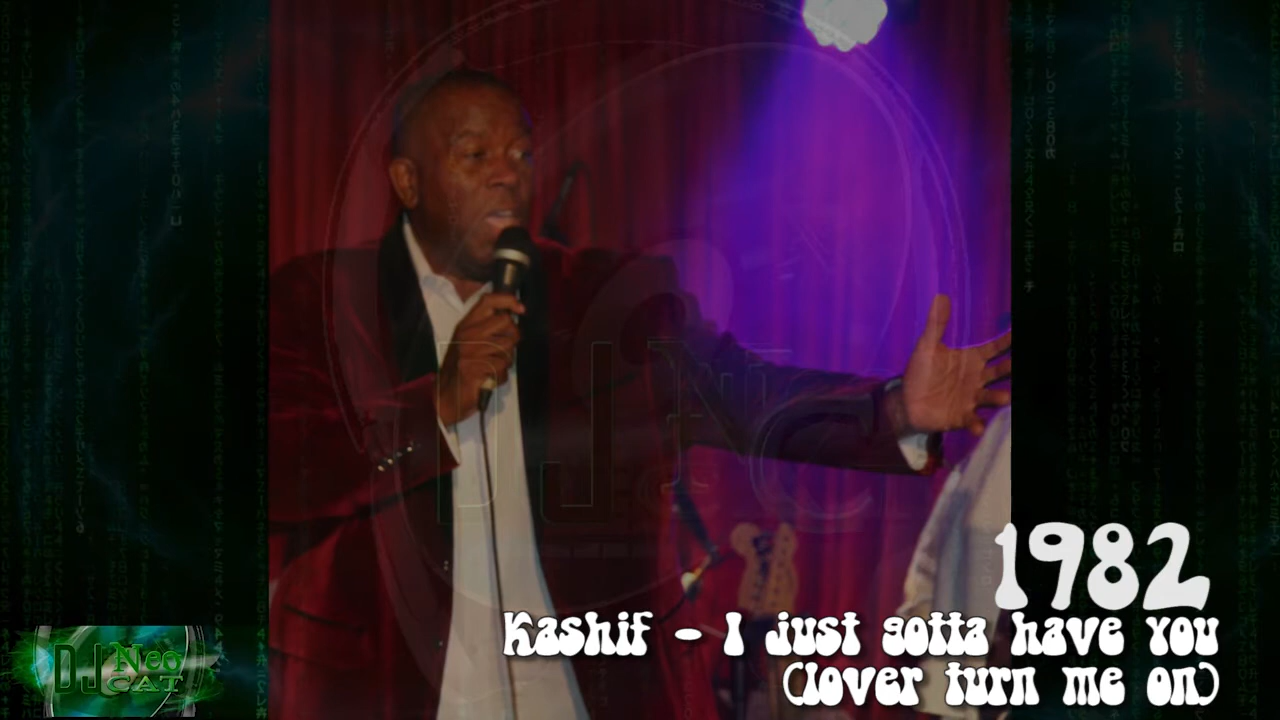 1982
Kashif - I just gotta have you
(lover turn me on)
DJ Neo
CAT